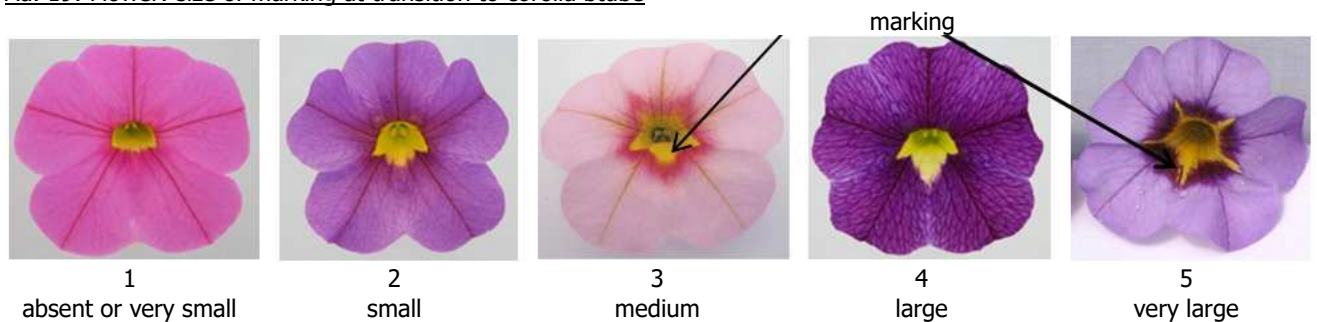 marking
1
absent or very small
2
small
3
medium
4
large
5
very large